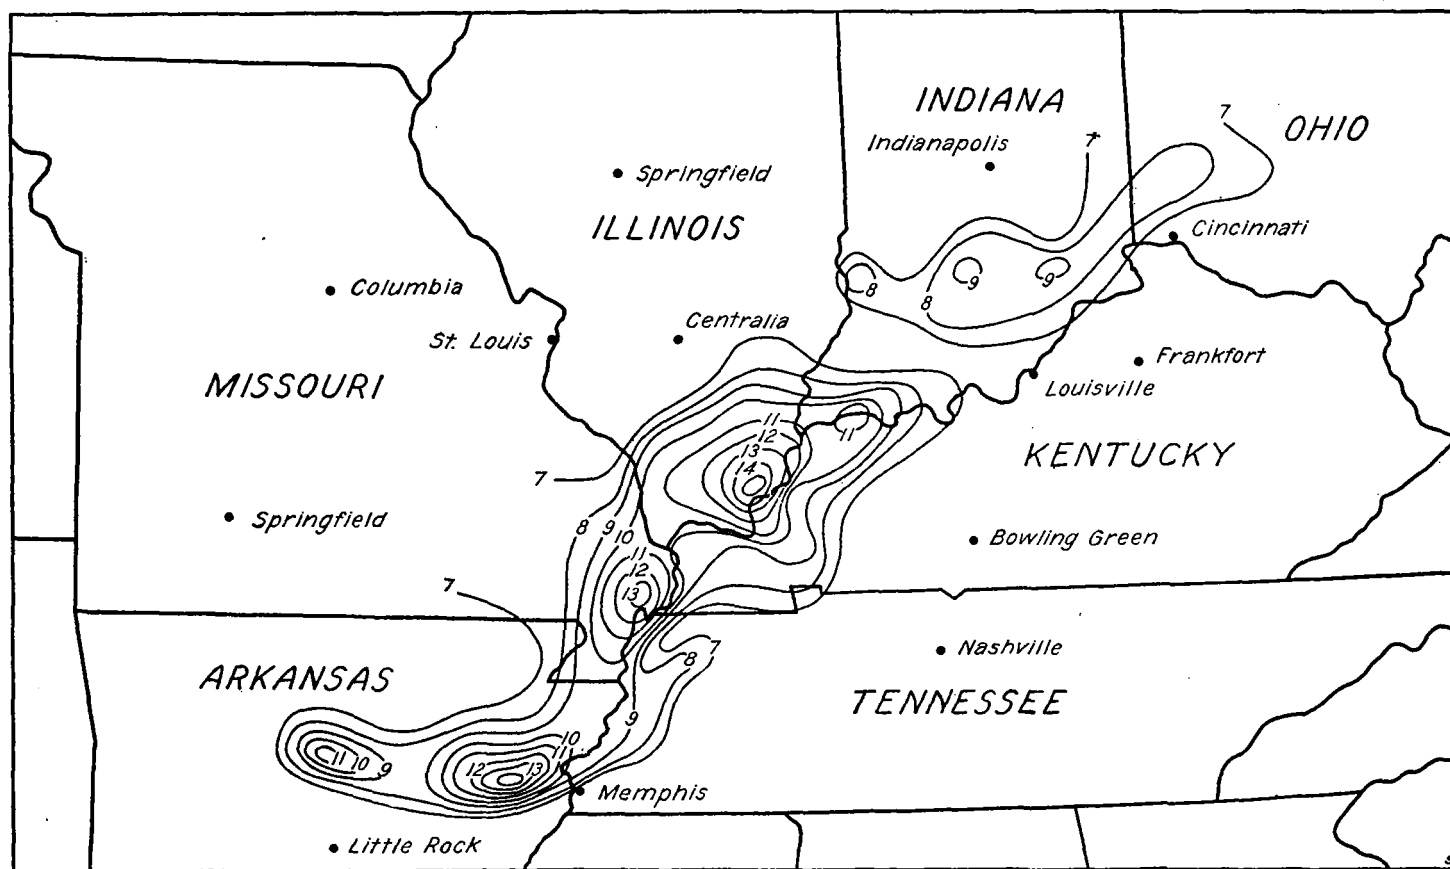 INDIANA
7
OHIO
7
Indianapolis
Springfield
ILLINOIS
Cincinnati
Columbia
8
9
9
8
Centralia
St. Louis
Frankfort
MISSOURI
Louisville
11
12
11
13
KENTUCKY
14
7
8
9
10
Springfield
Bowling Green
11
12
7
13
Nashville
7
8
ARKANSAS
TENNESSEE
9
10
11
11
10
9
12
13
Memphis
Little Rock